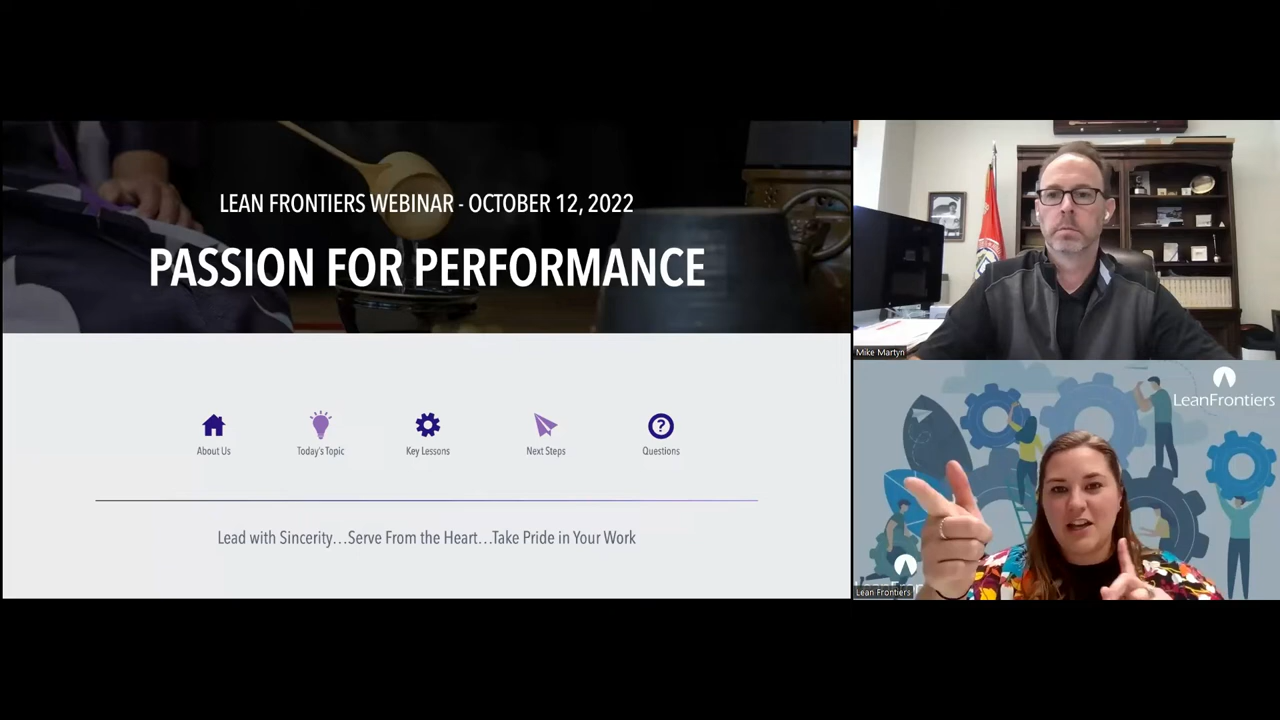 LEAN FRONTIERS WEBINAR - OCTOBER 12, 2022
PASSION FOR PERFORMANCE
About Us
Today's Topic
Key Lessons
Next Steps
Questions
Lead with Sincerity...Serve From the Heart...Take Pride in Your Work
Mike Martyn
LeanFrontiers
Lean Frontiers